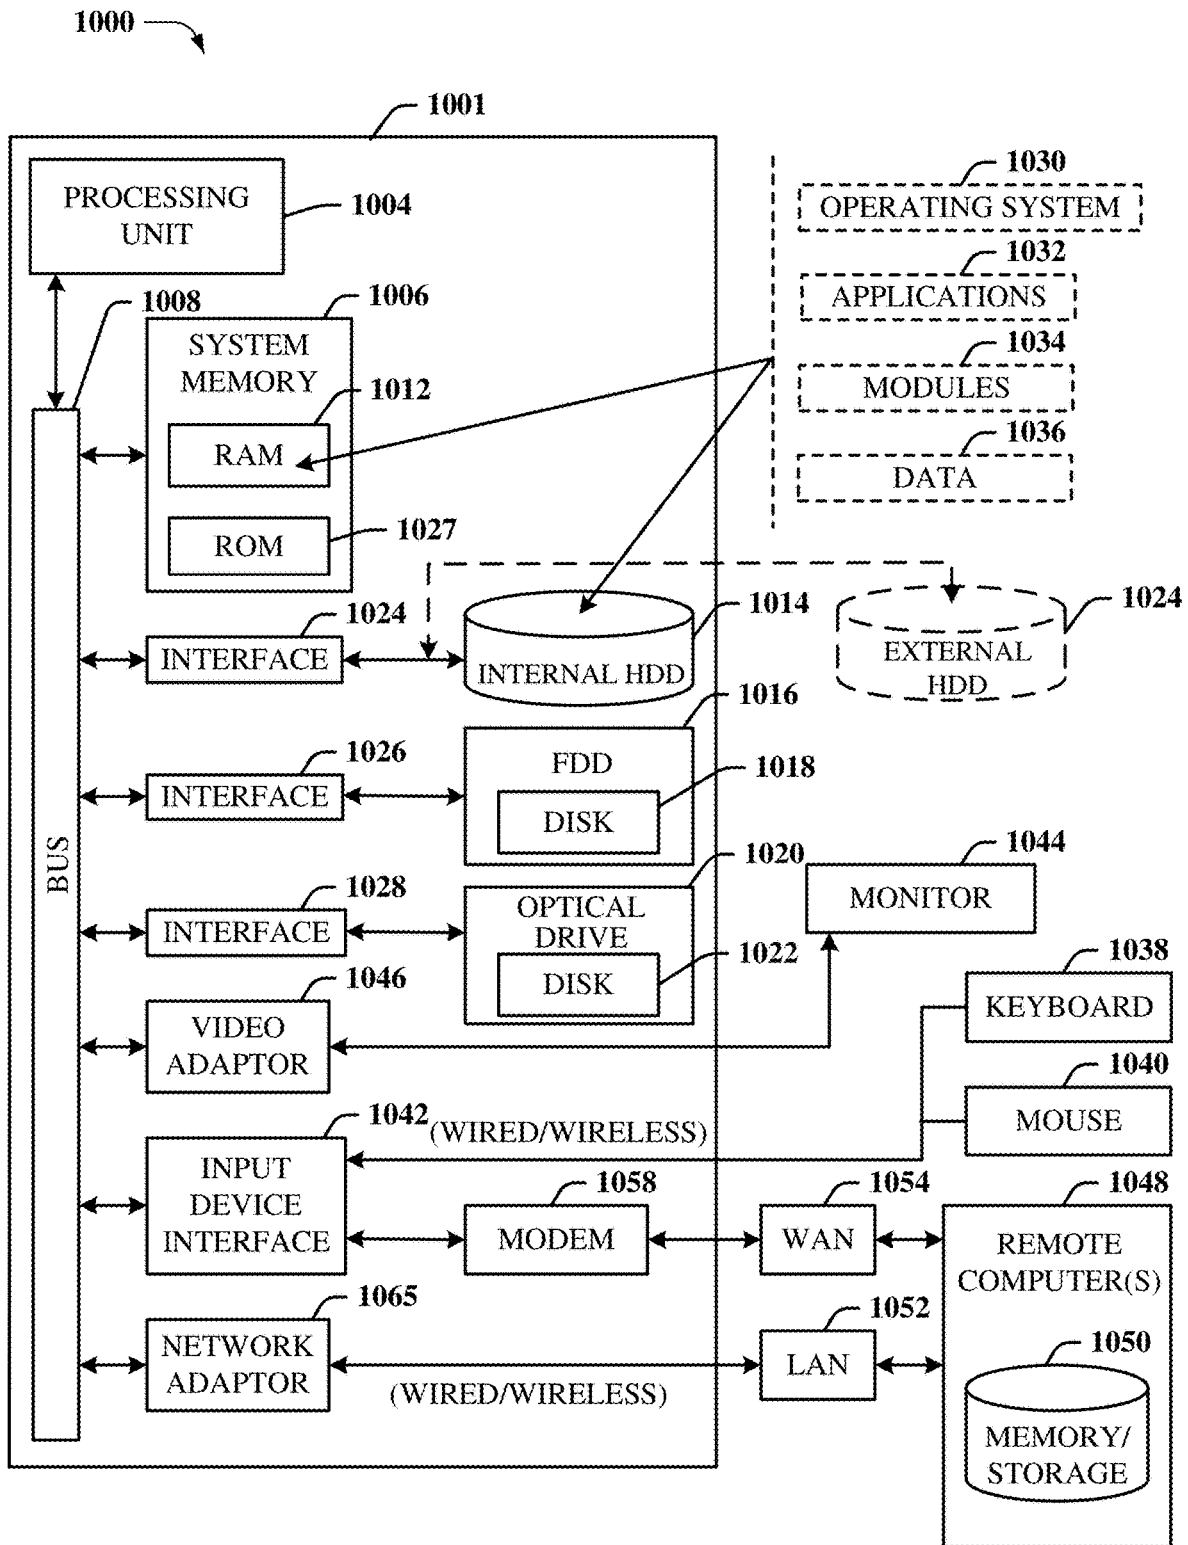 1000
1001
PROCESSING
UNIT
1004
1008
1006
SYSTEM
MEMORY
1012
RAM
ROM
1027
1030
OPERATING SYSTEM
1032
APPLICATIONS
1034
MODULES
1036
DATA
1024
INTERFACE
1014
INTERNAL HDD
1024
EXTERNAL
HDD
1026
INTERFACE
1016
FDD
1018
DISK
BUS
1028
INTERFACE
1020
OPTICAL
DRIVE
1022
DISK
1044
MONITOR
1046
VIDEO
ADAPTOR
1038
KEYBOARD
1040
MOUSE
1042
(WIRED/WIRELESS)
INPUT
DEVICE
INTERFACE
1058
MODEM
1054
WAN
1048
REMOTE
COMPUTER(S)
1065
NETWORK
ADAPTOR
(WIRED/WIRELESS)
1052
LAN
1050
MEMORY/
STORAGE